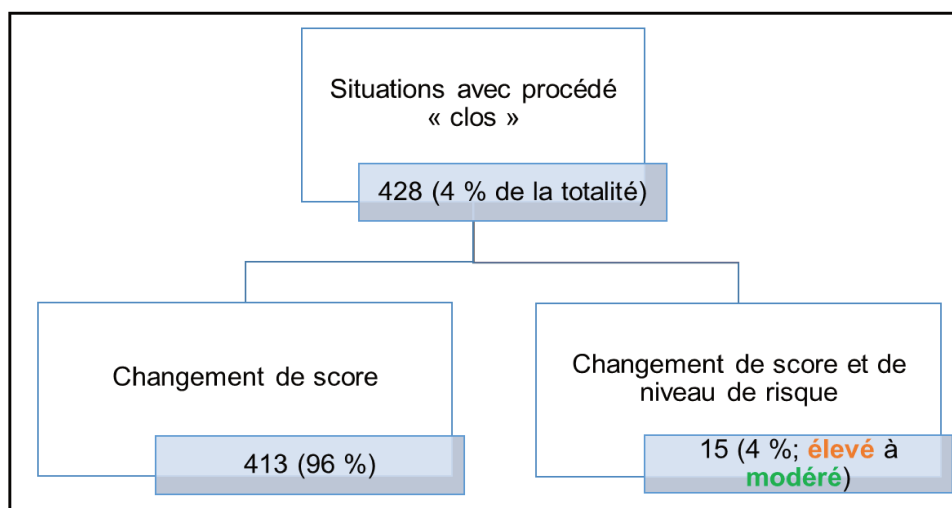 Situations avec procédé
« clos »
428 (4 % de la totalité)
Changement de score
413 (96 %)
Changement de score et de
niveau de risque
15 (4 %; élevé à
modéré)